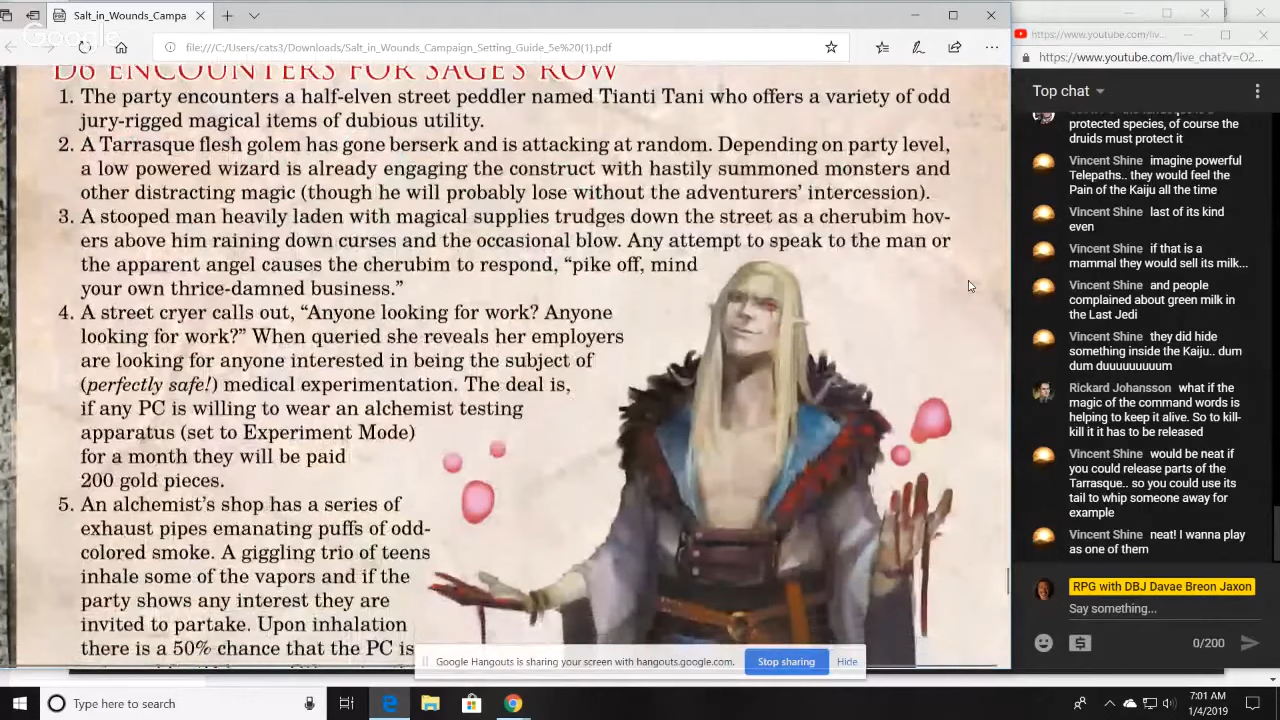 Salt_in_Wounds_Campa
Google
file:///C:/Users/cats3/Downloads/Salt_in_Wounds_Campaign_Setting_Guide_5e%20(1).pdf
D8 ENCOUNTERS FOR SAGE'S ROW
1. The party encounters a half-elven street peddler named Tianti Tani who offers a variety of odd
jury-rigged magical items of dubious utility.
2. A Tarrasque flesh golem has gone berserk and is attacking at random. Depending on party level,
a low powered wizard is already engaging the construct with hastily summoned monsters and
other distracting magic (though he will probably lose without the adventurers' intercession).
3. A stooped man heavily laden with magical supplies trudges down the street as a cherubim hov-
ers above him raining down curses and the occasional blow. Any attempt to speak to the man or
the apparent angel causes the cherubim to respond, "pike off, mind
your own thrice-damned business."
4. A street cryer calls out, "Anyone looking for work? Anyone
looking for work?" When queried she reveals her employers
are looking for anyone interested in being the subject of
(perfectly safe!) medical experimentation. The deal is,
if any PC is willing to wear an alchemist testing
apparatus (set to Experiment Mode)
for a month they will be paid
200 gold pieces.
5. An alchemist's shop has a series of
exhaust pipes emanating puffs of odd-
colored smoke. A giggling trio of teens
inhale some of the vapors and if the
party shows any interest they are
invited to partake. Upon inhalation
there is a 50% chance that the PC is
Google Hangouts is sharing your screen with hangouts.google.com.
Stop sharing
Hide
https://www.youtube.com/liv...
https://www.youtube.com/live_chat?v=O2...
Top chat
protected species, of course the
druids must protect it
Vincent Shine imagine powerful
Telepaths.. they would feel the
Pain of the Kaiju all the time
Vincent Shine last of its kind
even
Vincent Shine if that is a
mammal they would sell its milk...
Vincent Shine and people
complained about green milk in
the Last Jedi
Vincent Shine they did hide
something inside the Kaiju.. dum
dum duuuuuuuum
Rickard Johansson what if the
magic of the command words is
helping to keep it alive. So to kill-
kill it it has to be released
Vincent Shine would be neat if
you could release parts of the
Tarrasque.. so you could use its
tail to whip someone away for
example
Vincent Shine neat! I wanna play
as one of them
RPG with DBJ Davae Breon Jaxon
Say something...
0/200
Type here to search
7:01 AM
1/4/2019